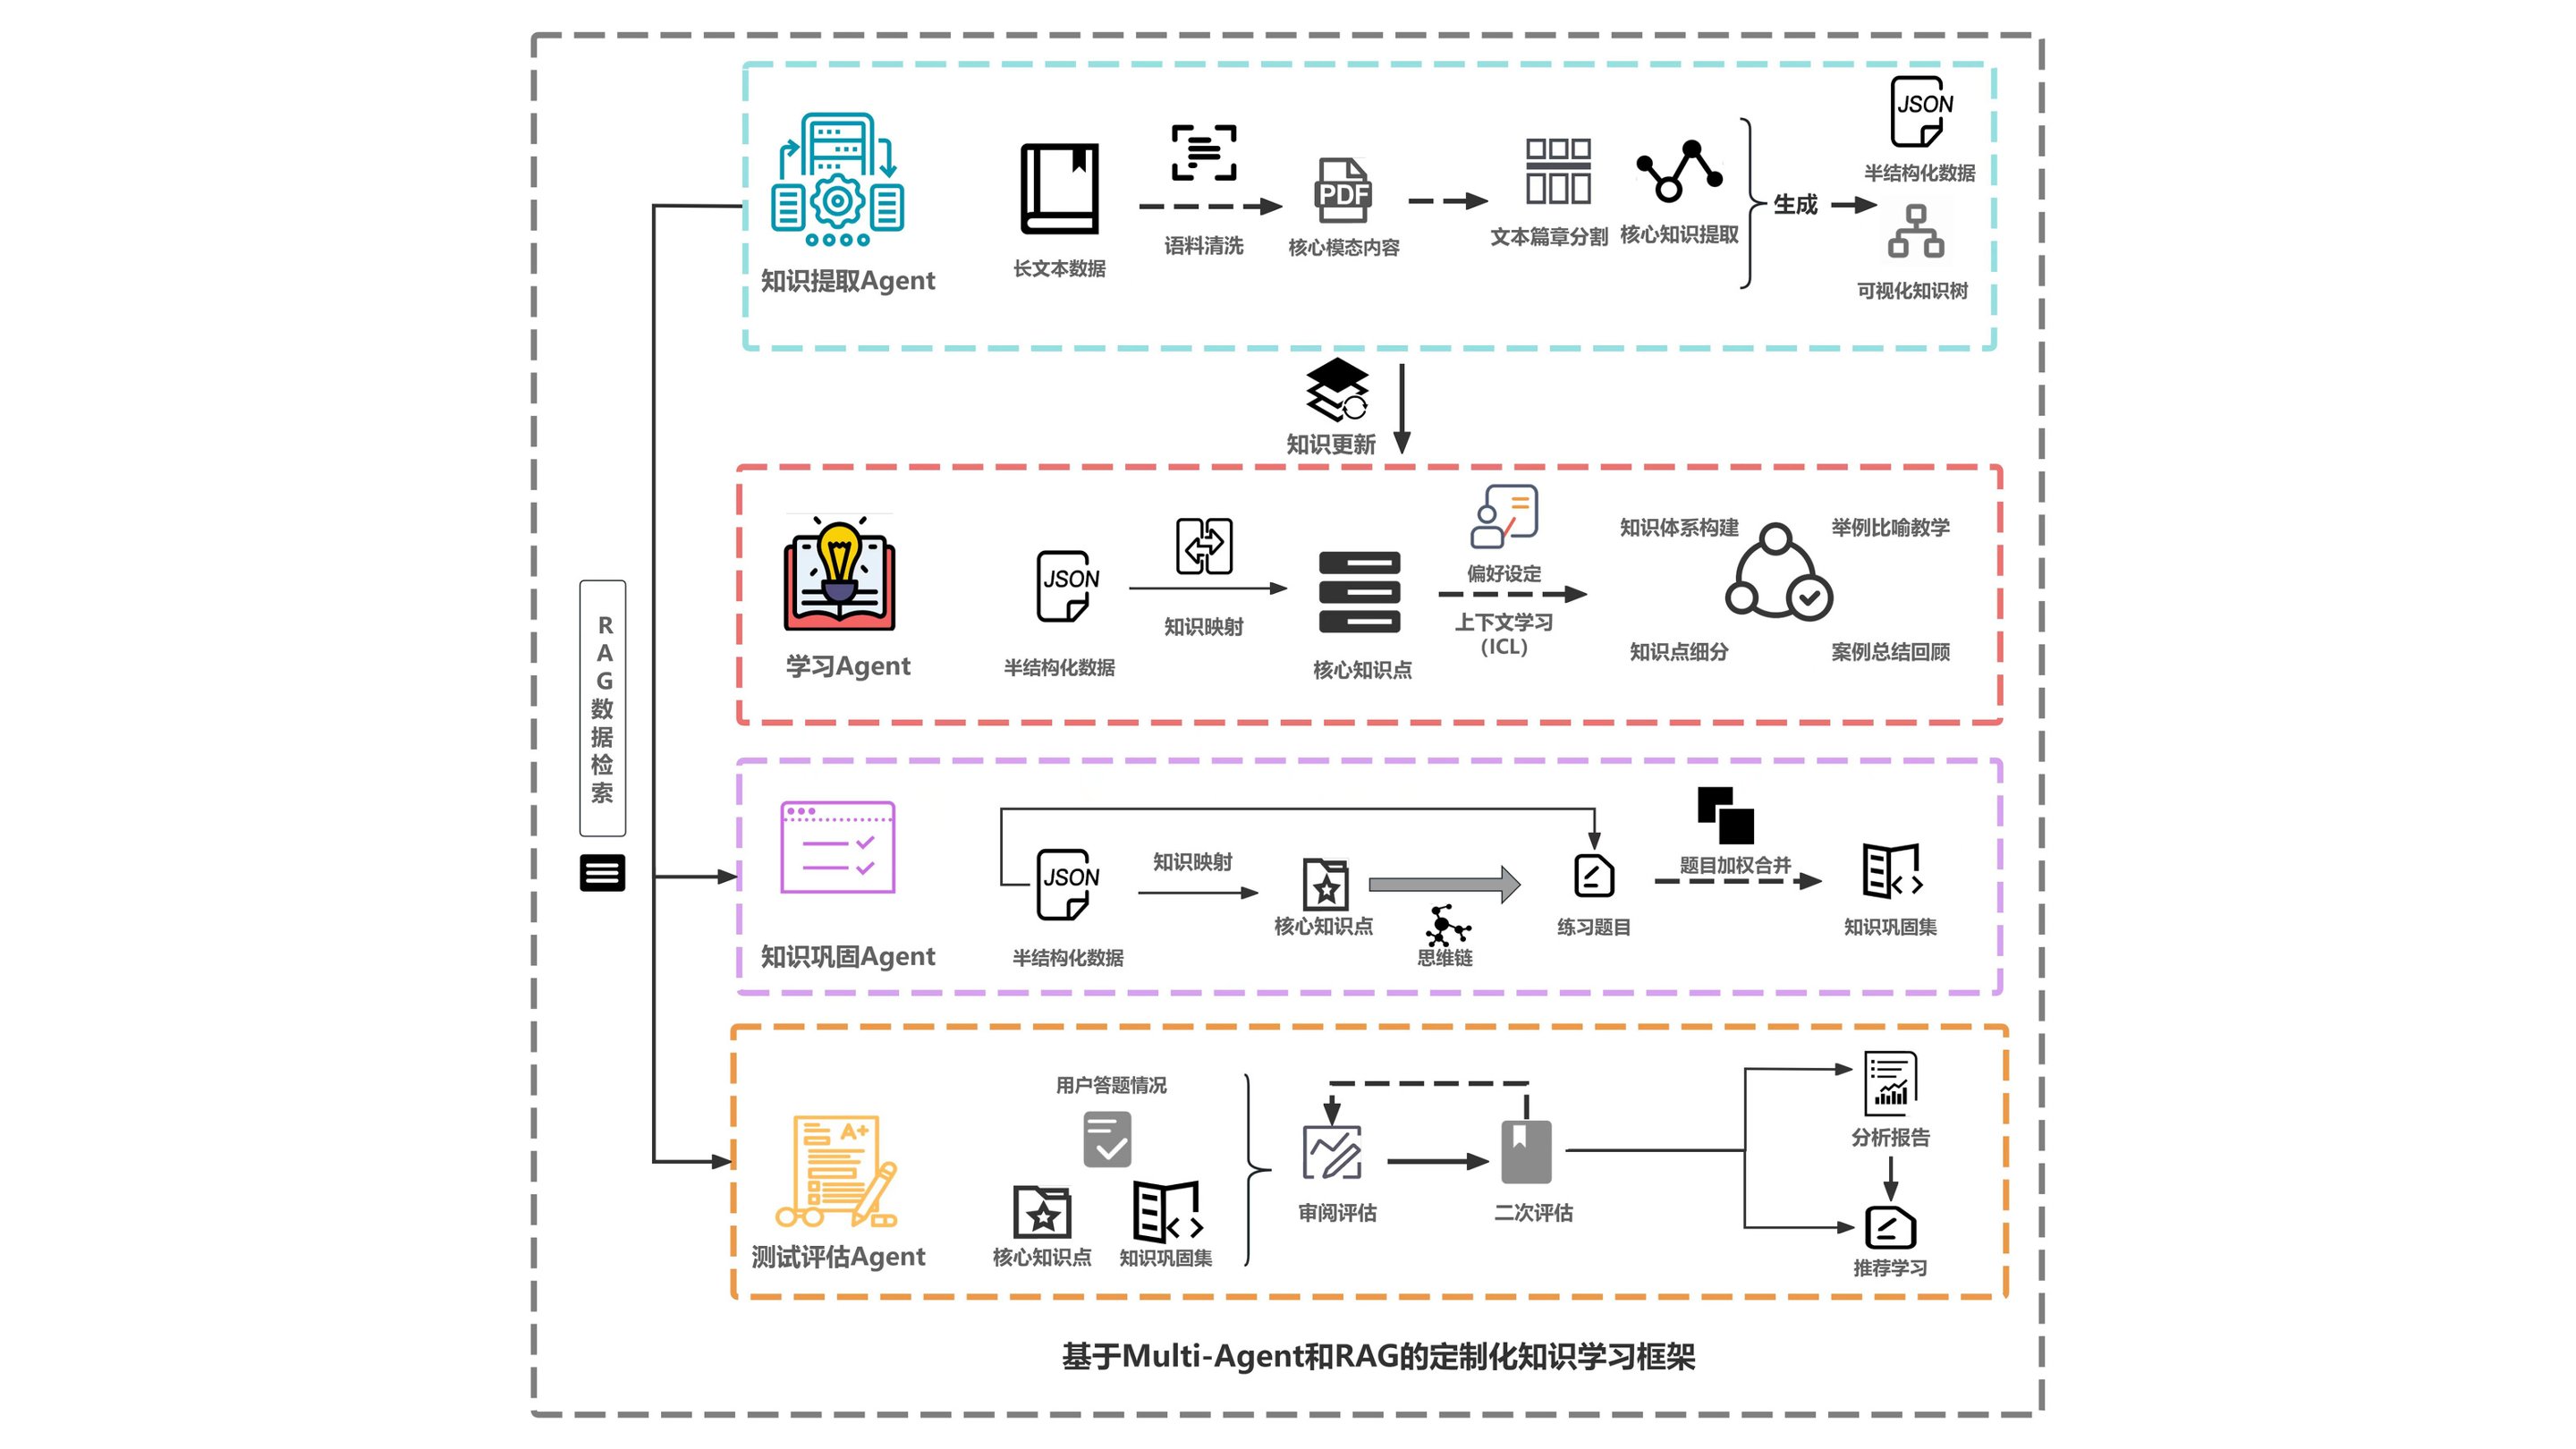 JSON
半结构化数据
PDF
语料清洗
核心模态内容
文本篇章分割
核心知识提取
生成
长文本数据
知识提取Agent
可视化知识树
知识更新
RAG数据检索
学习Agent
JSON
半结构化数据
知识映射
核心知识点
偏好设定
上下文学习
(ICL)
知识体系构建
举例比喻教学
知识点细分
案例总结回顾
知识巩固Agent
JSON
半结构化数据
知识映射
核心知识点
思维链
练习题目
题目加权合并
知识巩固集
A+
测试评估Agent
用户答题情况
核心知识点
知识巩固集
审阅评估
二次评估
分析报告
推荐学习
基于Multi-Agent和RAG的定制化知识学习框架